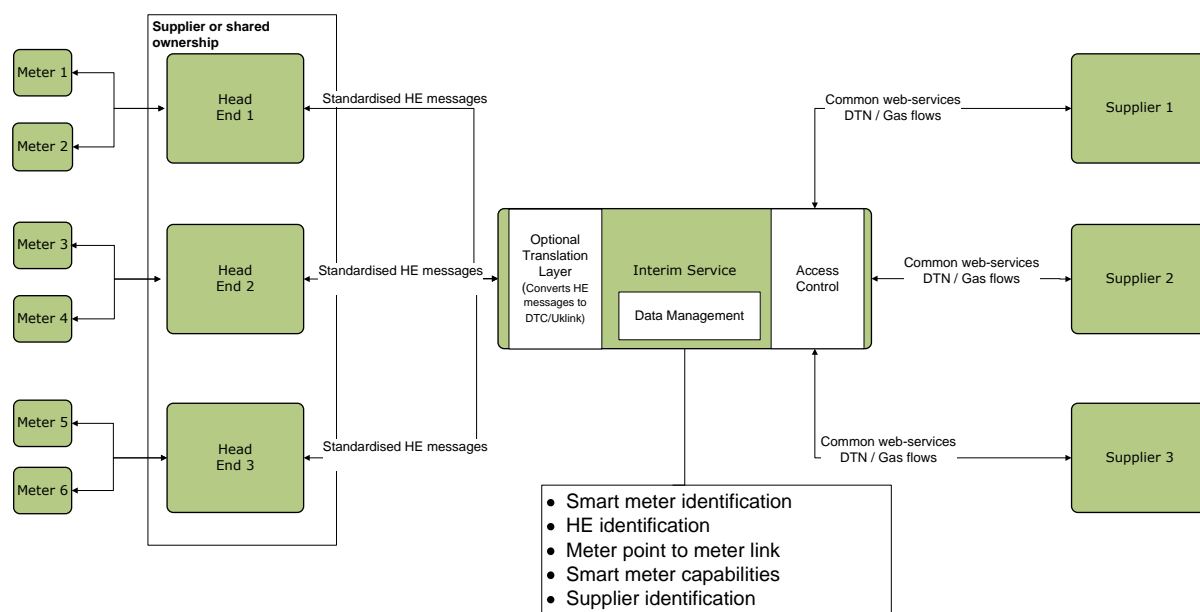 Supplier or shared
ownership
Meter 1
Meter 2
Head
End 1
Standardised HE messages
Common web-services
DTN / Gas flows
Supplier 1
Meter 3
Meter 4
Head
End 2
Standardised HE messages
Optional
Translation
Layer
(Converts HE
messages to
DTC/Uklink)
Interim Service
Data Management
Access
Control
Common web-services
DTN / Gas flows
Supplier 2
Meter 5
Meter 6
Head
End 3
Standardised HE messages
Common web-services
DTN / Gas flows
Supplier 3
• Smart meter identification
• HE identification
• Meter point to meter link
• Smart meter capabilities
• Supplier identification